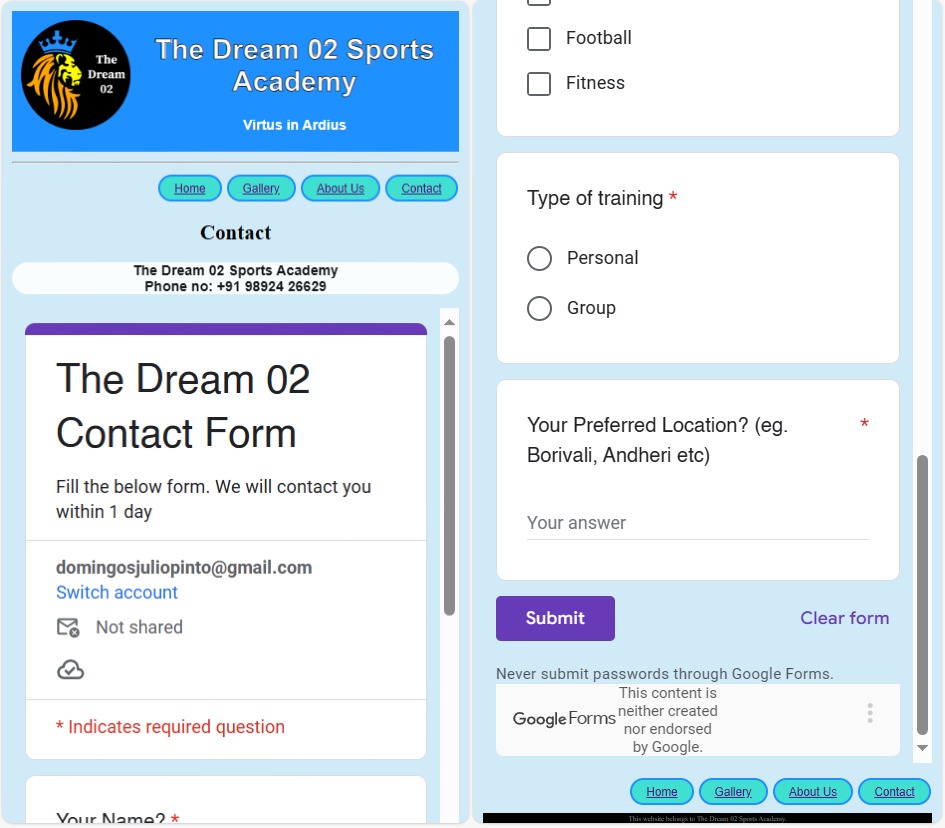 The
Dream
02
The Dream 02 Sports
Academy
Virtus in Ardius
Home
Gallery
About Us
Contact
Contact
The Dream 02 Sports Academy
Phone no: +91 98924 26629
The Dream 02
Contact Form
Fill the below form. We will contact you
within 1 day
domingosjuliopinto@gmail.com
Switch account
Not shared
* Indicates required question
Your Name? *
Football
Fitness
Type of training *
Personal
Group
Your Preferred Location? (eg. *
Borivali, Andheri etc)
Your answer
Submit
Clear form
Never submit passwords through Google Forms.
Google Forms
This content is
neither created
nor endorsed
by Google.
Home
Gallery
About Us
Contact
This website belongs to The Dream 02 Sports Academy.